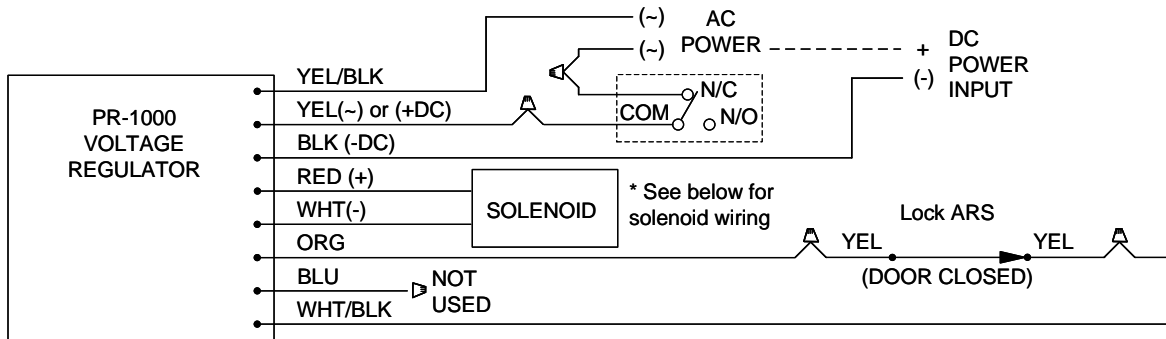 PR-1000
VOLTAGE
REGULATOR
YEL/BLK
YEL(~) or (+DC)
BLK (-DC)
RED (+)
WHT(-)
ORG
BLU
WHT/BLK
(~)
(~)
AC
POWER
+
(-)
DC
POWER
INPUT
N/C
COM
N/O
SOLENOID
* See below for
solenoid wiring
NOT
USED
Lock ARS
YEL
YEL
(DOOR CLOSED)